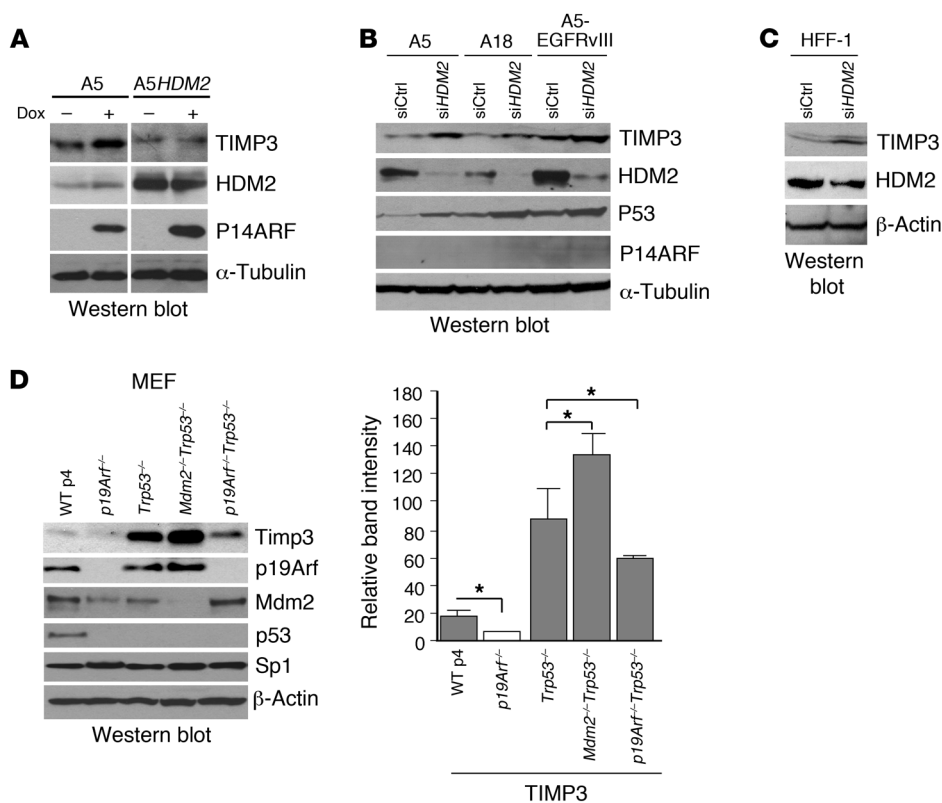 A
A5 A5HDM2
Dox – + – +
TIMP3
HDM2
P14ARF
α-Tubulin
Western blot
B
A5 A18 A5-
EGFRvIII
siCtrl siHDM2 siCtrl siHDM2 siCtrl siHDM2
TIMP3
HDM2
P53
P14ARF
α-Tubulin
Western blot
C
HFF-1
siCtrl siHDM2
TIMP3
HDM2
β-Actin
Western
blot
D
MEF
WT p4 p19Arf–/– Trp53–/– Mdm2–/–Trp53–/– p19Arf–/–Trp53–/–
Timp3
p19Arf
Mdm2
p53
Sp1
β-Actin
Western blot
Relative band intensity
180
160
140
120
100
80
60
40
20
0
* * *
WT p4 p19Arf–/– Trp53–/– Mdm2–/–Trp53–/– p19Arf–/–Trp53–/–
TIMP3